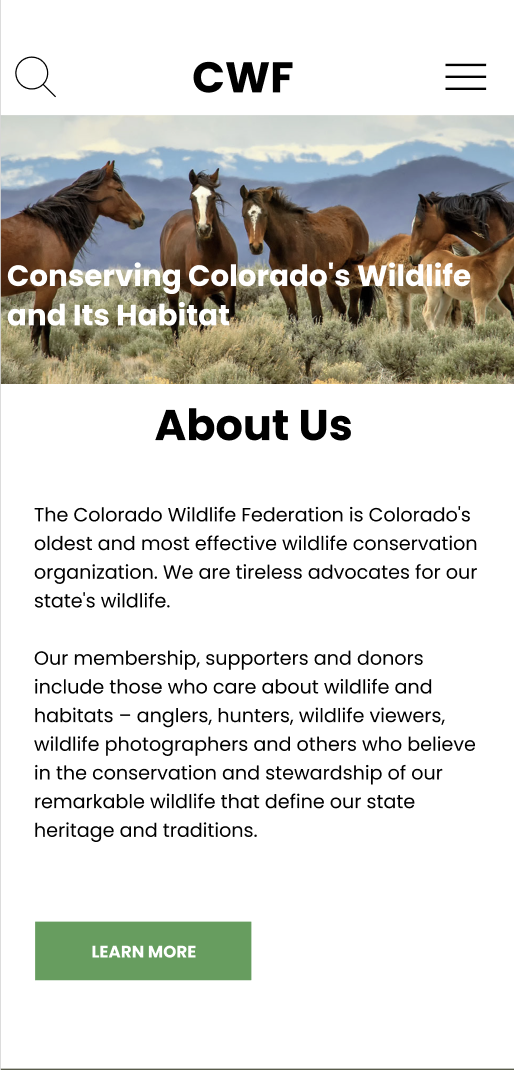 CWF
Conserving Colorado's Wildlife
and Its Habitat
About Us
The Colorado Wildlife Federation is Colorado's
oldest and most effective wildlife conservation
organization. We are tireless advocates for our
state's wildlife.
Our membership, supporters and donors
include those who care about wildlife and
habitats – anglers, hunters, wildlife viewers,
wildlife photographers and others who believe
in the conservation and stewardship of our
remarkable wildlife that define our state
heritage and traditions.
LEARN MORE